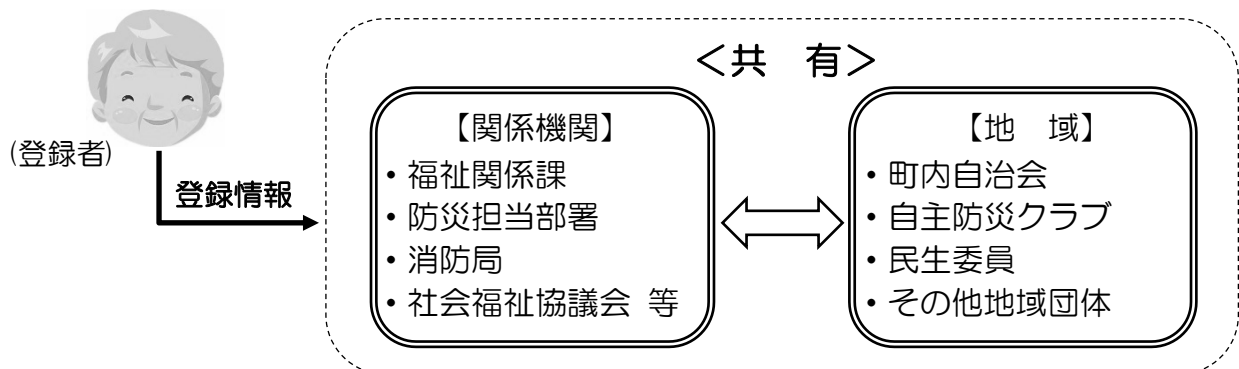 (登録者)
登録情報
＜共　有＞
【関係機関】
・福祉関係課
・防災担当部署
・消防局
・社会福祉協議会 等
【地　域】
・町内自治会
・自主防災クラブ
・民生委員
・その他地域団体